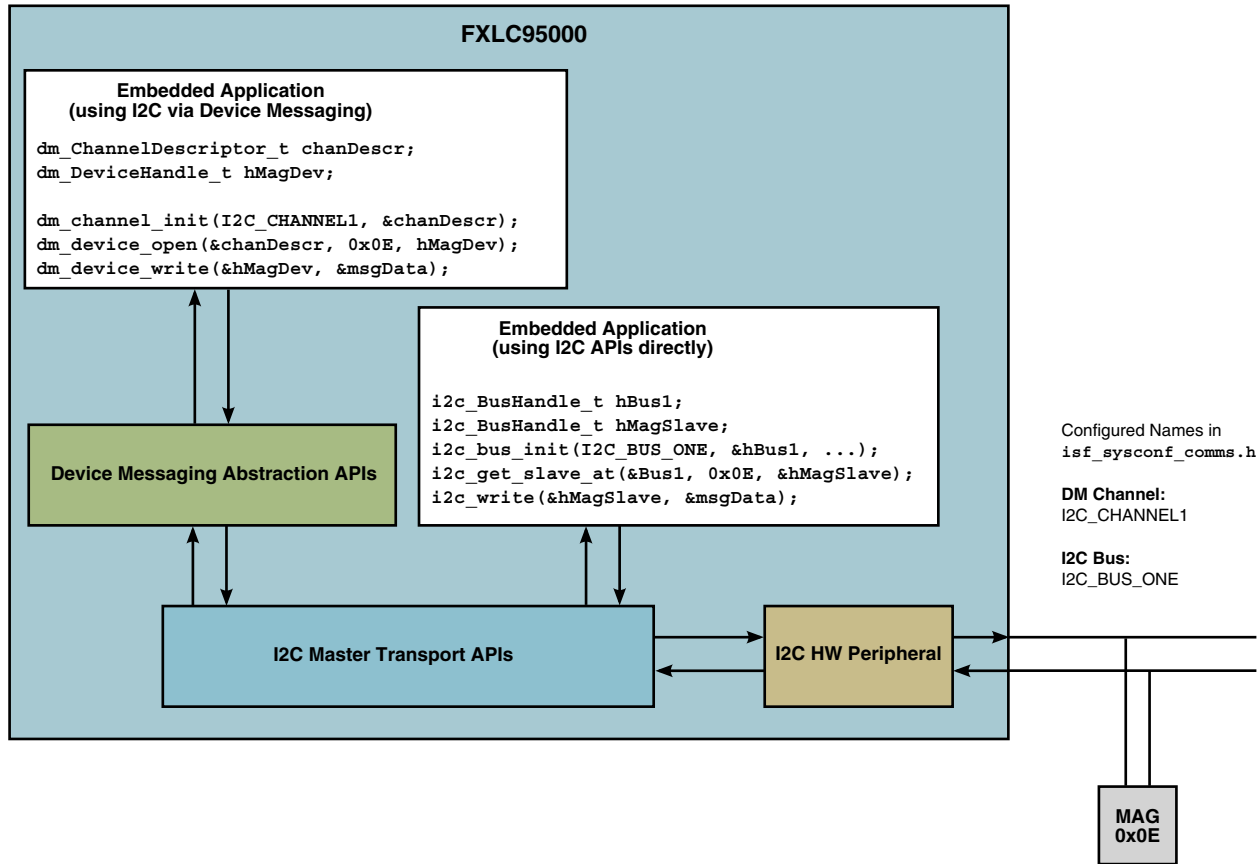 FXLC95000
Embedded Application
(using I2C via Device Messaging)
dm_ChannelDescriptor_t chanDescr;
dm_DeviceHandle_t hMagDev;
dm_channel_init(I2C_CHANNEL1, &chanDescr);
dm_device_open(&chanDescr, 0x0E, hMagDev);
dm_device_write(&hMagDev, &msgData);
Embedded Application
(using I2C APIs directly)
i2c_BusHandle_t hBus1;
i2c_BusHandle_t hMagSlave;
i2c_bus_init(I2C_BUS_ONE, &hBus1, ...);
i2c_get_slave_at(&Bus1, 0x0E, &hMagSlave);
i2c_write(&hMagSlave, &msgData);
Device Messaging Abstraction APIs
I2C Master Transport APIs
I2C HW Peripheral
Configured Names in
isf_sysconf_comms.h
DM Channel:
I2C_CHANNEL1
I2C Bus:
I2C_BUS_ONE
MAG
0x0E